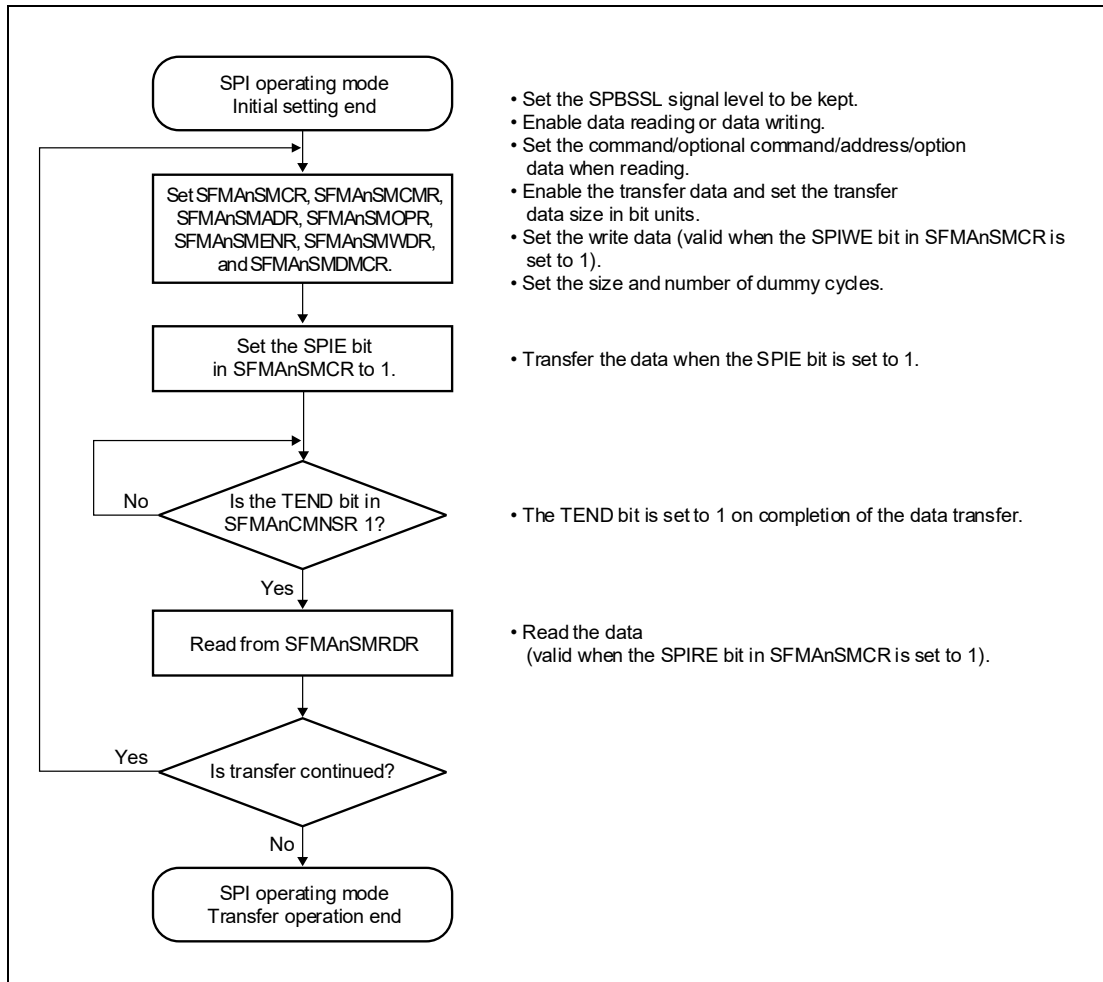 SPI operating mode
Initial setting end
• Set the SPBSSL signal level to be kept.
• Enable data reading or data writing.
• Set the command/optional command/address/option
data when reading.
• Enable the transfer data and set the transfer
data size in bit units.
• Set the write data (valid when the SPIWE bit in SFMAnSMCR is
set to 1).
• Set the size and number of dummy cycles.
Set SFMAnSMCR, SFMAnSMCMR,
SFMAnSMADR, SFMAnSMOPR,
SFMAnSMENR, SFMAnSMWDR,
and SFMAnSMDMCR.
Set the SPIE bit
in SFMAnSMCR to 1.
• Transfer the data when the SPIE bit is set to 1.
No
Is the TEND bit in
SFMAnCMNSR 1?
• The TEND bit is set to 1 on completion of the data transfer.
Yes
Read from SFMAnSMRDR
• Read the data
(valid when the SPIRE bit in SFMAnSMCR is set to 1).
Yes
Is transfer continued?
No
SPI operating mode
Transfer operation end